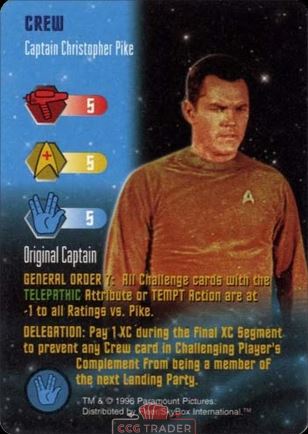 CREW
Captain Christopher Pike
5
5
5
Original Captain
GENERAL ORDER 7: All Challenge cards with the
TELEPATHIC Attribute or TEMPT Action are at
-1 to all Ratings vs. Pike.
DELEGATION: Pay 1 XC during the Final XC Segment
to prevent any Crew card in Challenging Player's
Complement from being a member of
the next Landing Party.
TM & © 1996 Paramount Pictures.
Distributed by SkyBox International.™
CCG TRADER